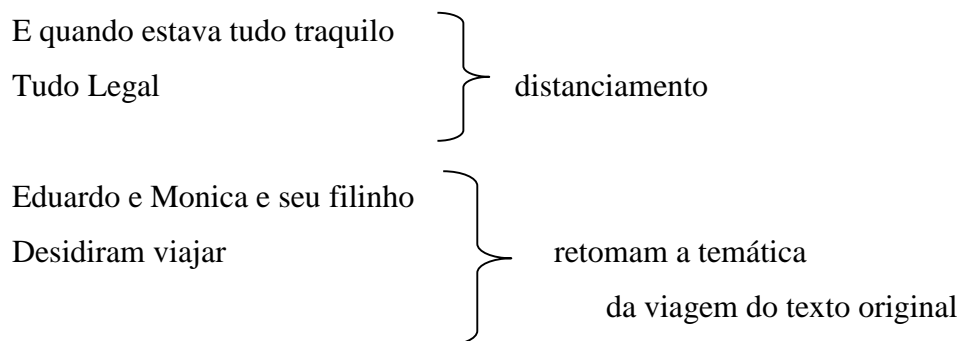 E quando estava tudo traquilo
Tudo Legal
distanciamento
Eduardo e Monica e seu filinho
Desidiram viajar
retomam a temática
da viagem do texto original